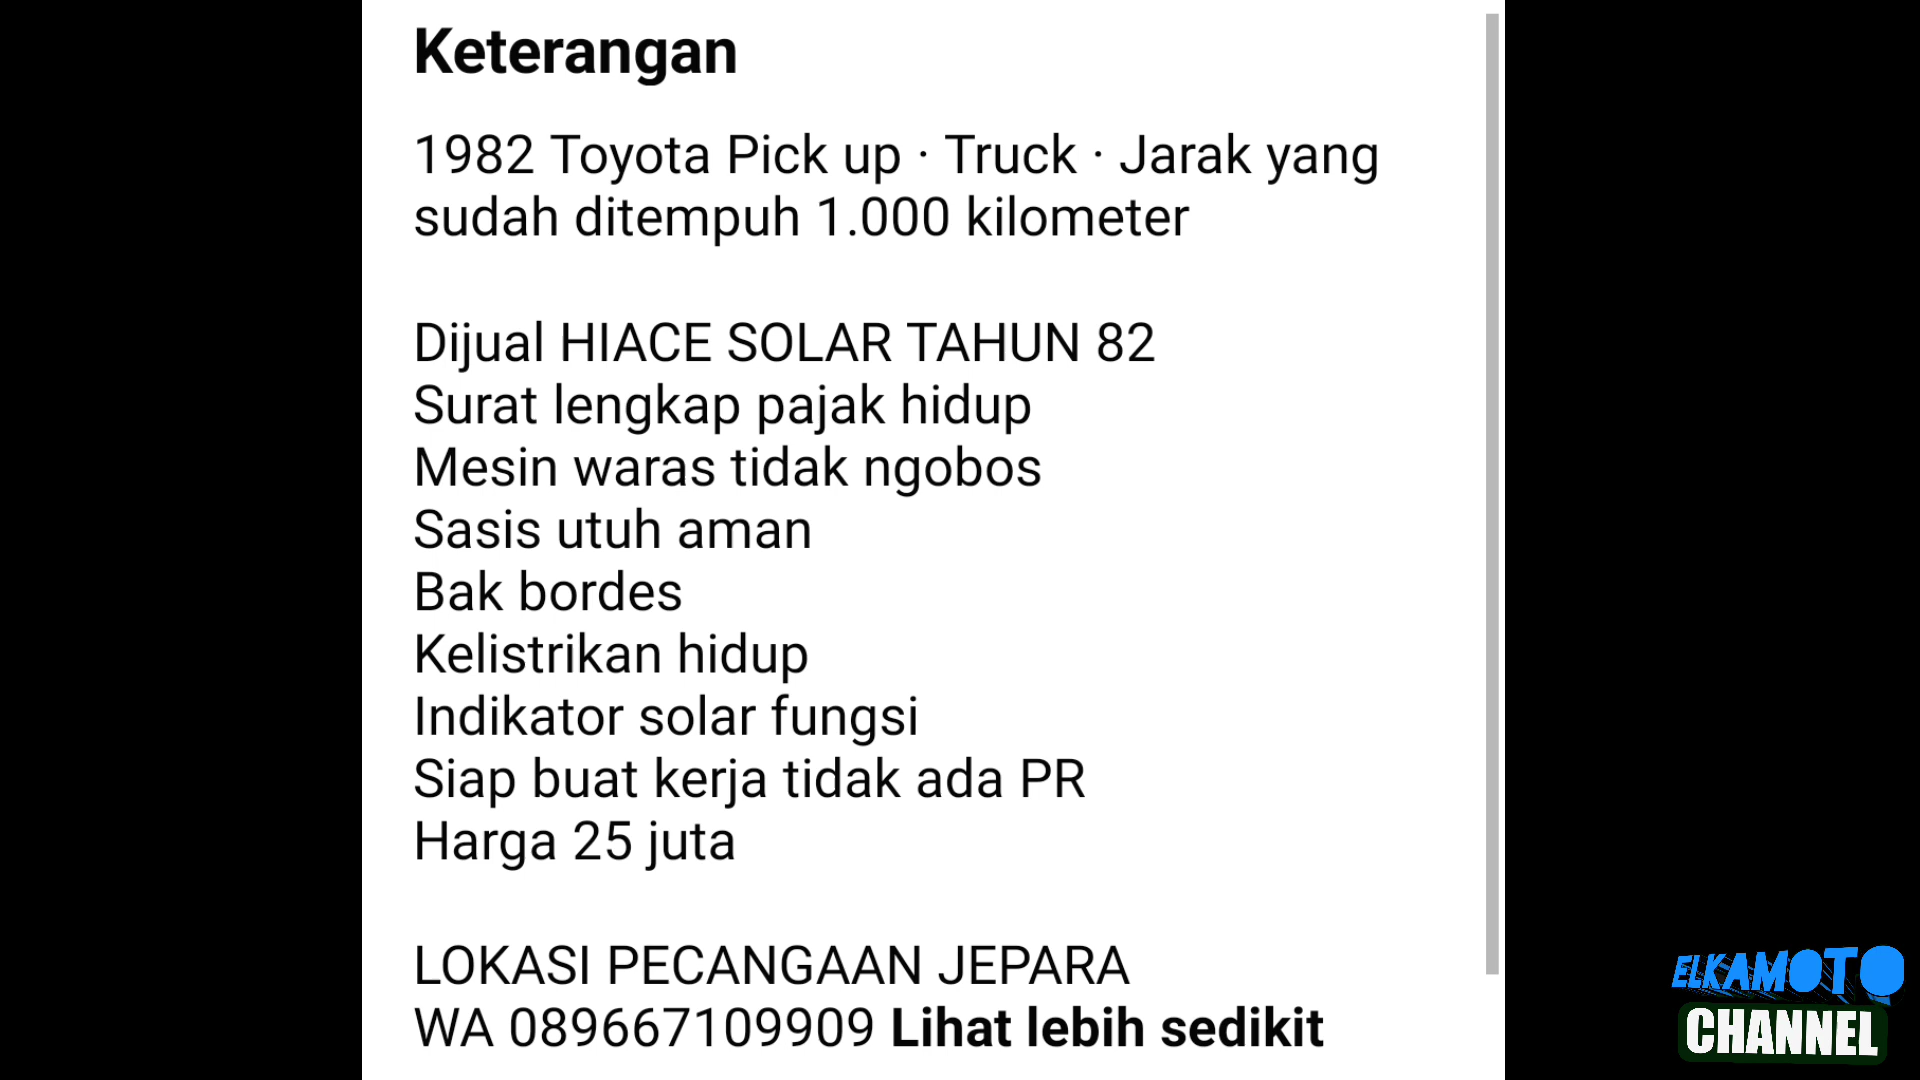 Keterangan
1982 Toyota Pick up · Truck · Jarak yang
sudah ditempuh 1.000 kilometer
Dijual HIACE SOLAR TAHUN 82
Surat lengkap pajak hidup
Mesin waras tidak ngobos
Sasis utuh aman
Bak bordes
Kelistrikan hidup
Indikator solar fungsi
Siap buat kerja tidak ada PR
Harga 25 juta
LOKASI PECANGAAN JEPARA
WA 089667109909 Lihat lebih sedikit
ELKAMOTO
CHANNEL